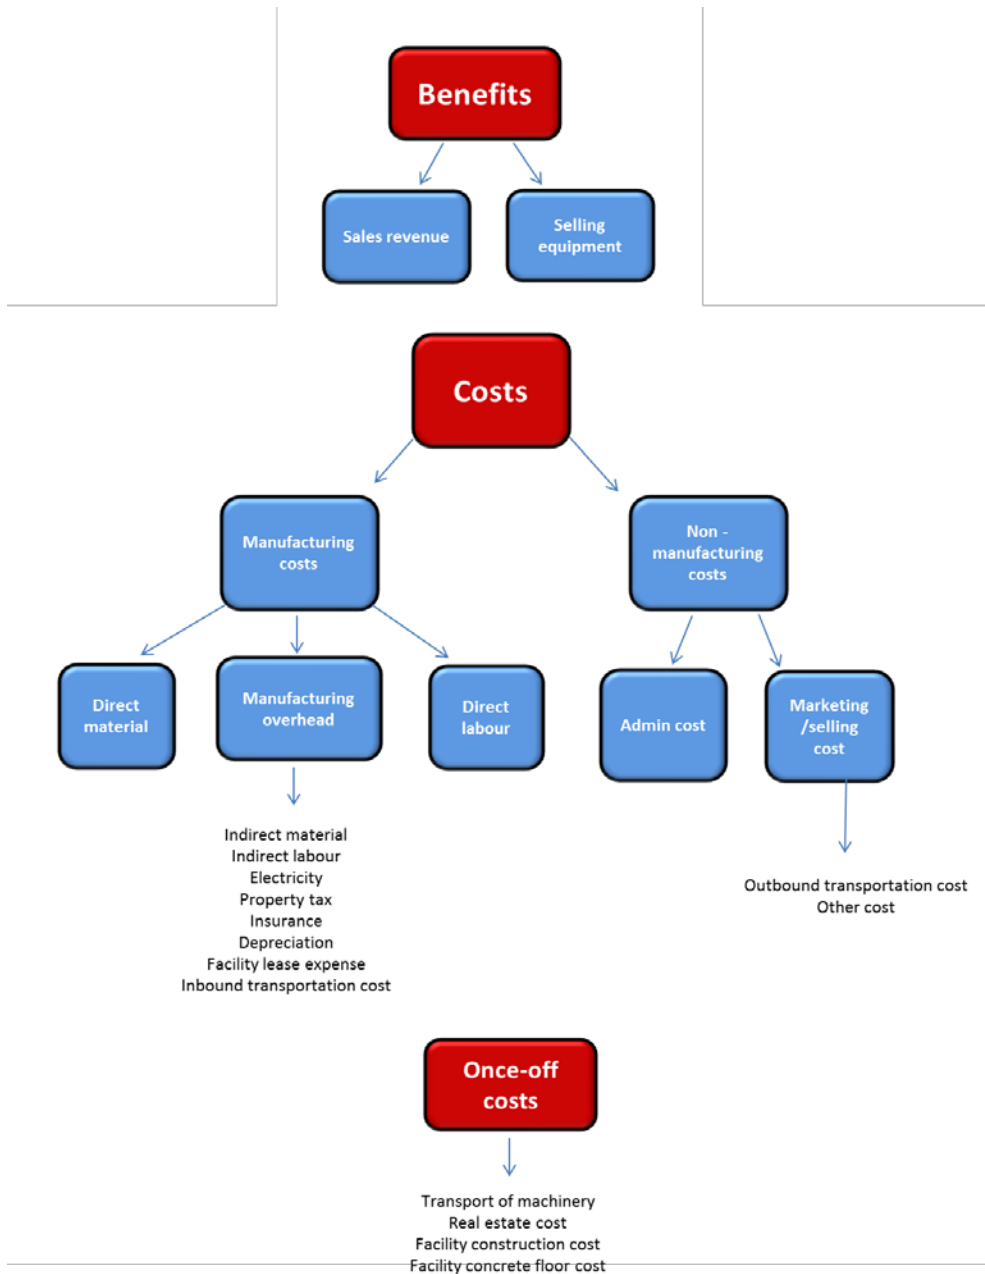 Benefits
Sales revenue
Selling
equipment
Costs
Manufacturing
costs
Non -
manufacturing
costs
Direct
material
Manufacturing
overhead
Direct
labour
Admin cost
Marketing
/selling
cost
Indirect material
Indirect labour
Electricity
Property tax
Insurance
Depreciation
Facility lease expense
Inbound transportation cost
Outbound transportation cost
Other cost
Once-off
costs
Transport of machinery
Real estate cost
Facility construction cost
Facility concrete floor cost